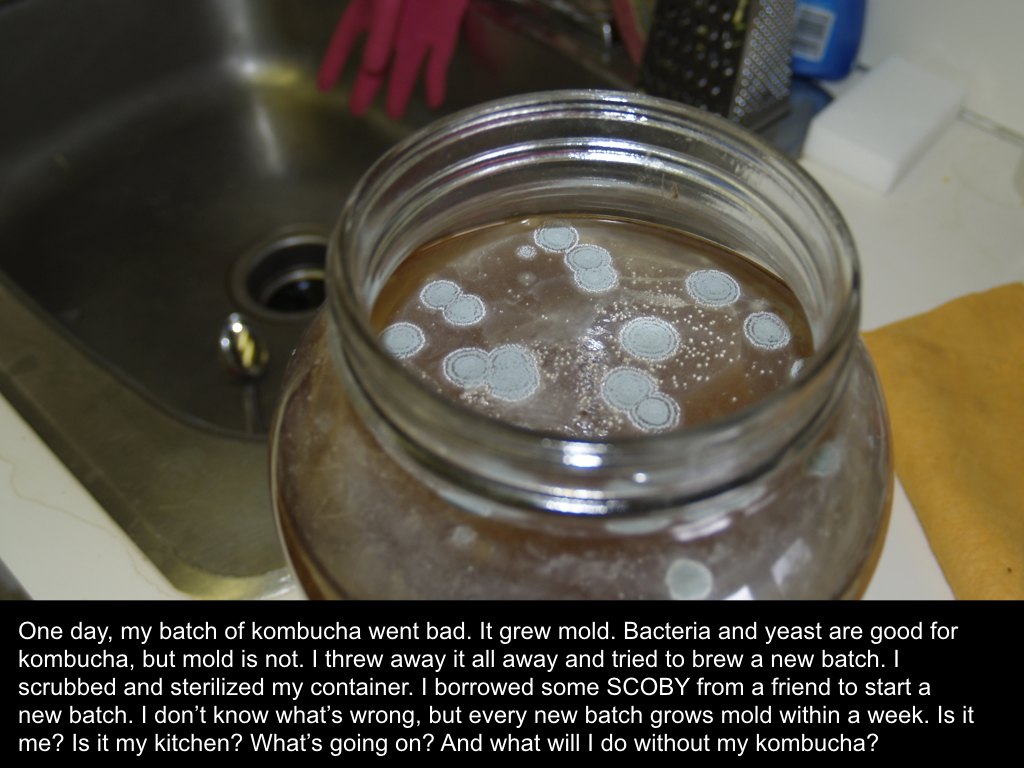 One day, my batch of kombucha went bad. It grew mold. Bacteria and yeast are good for
kombucha, but mold is not. I threw away it all away and tried to brew a new batch. I
scrubbed and sterilized my container. I borrowed some SCOBY from a friend to start a
new batch. I don’t know what’s wrong, but every new batch grows mold within a week. Is it
me? Is it my kitchen? What’s going on? And what will I do without my kombucha?